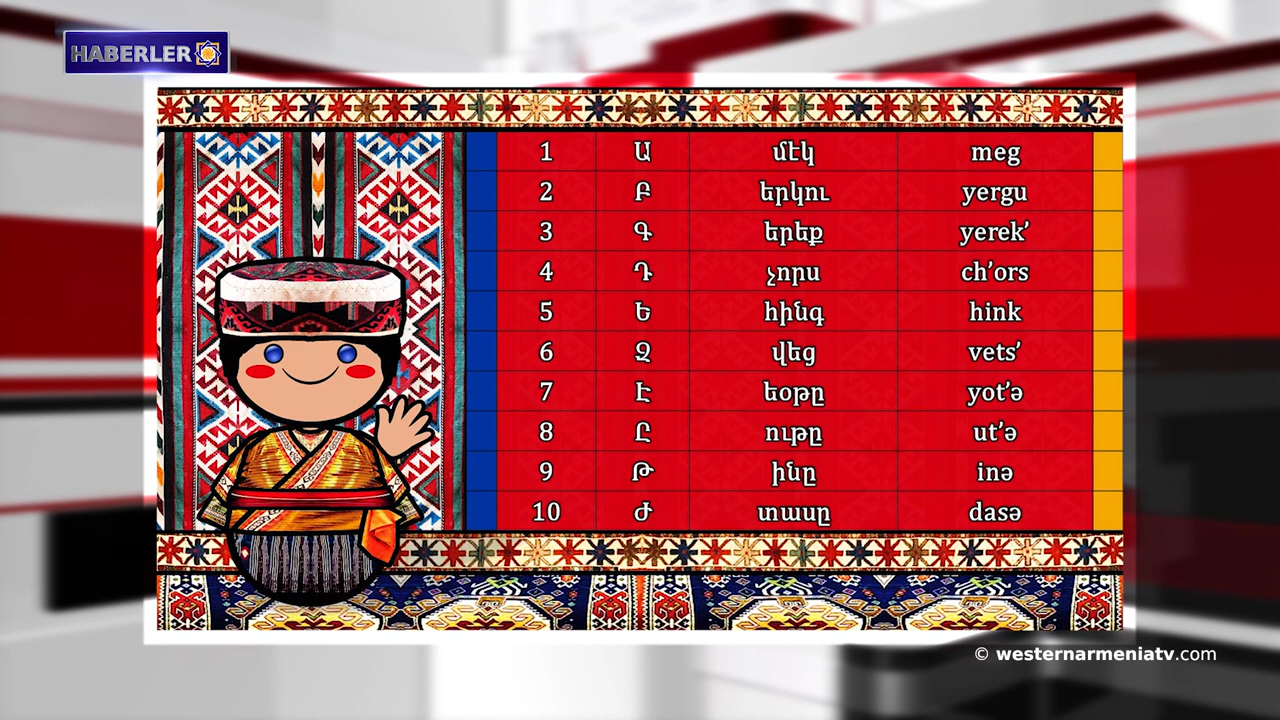 HABERLER
1 Ա մէկ meg
2 Բ երկու yergu
3 Գ երեք yerek’
4 Դ չորս ch’ors
5 Ե հինգ hink
6 Զ վեց vets’
7 Է եօթը yot’ə
8 Ը ութը ut’ə
9 Թ ինը inə
10 Ժ տասը dasə
© westernarmeniatv.com